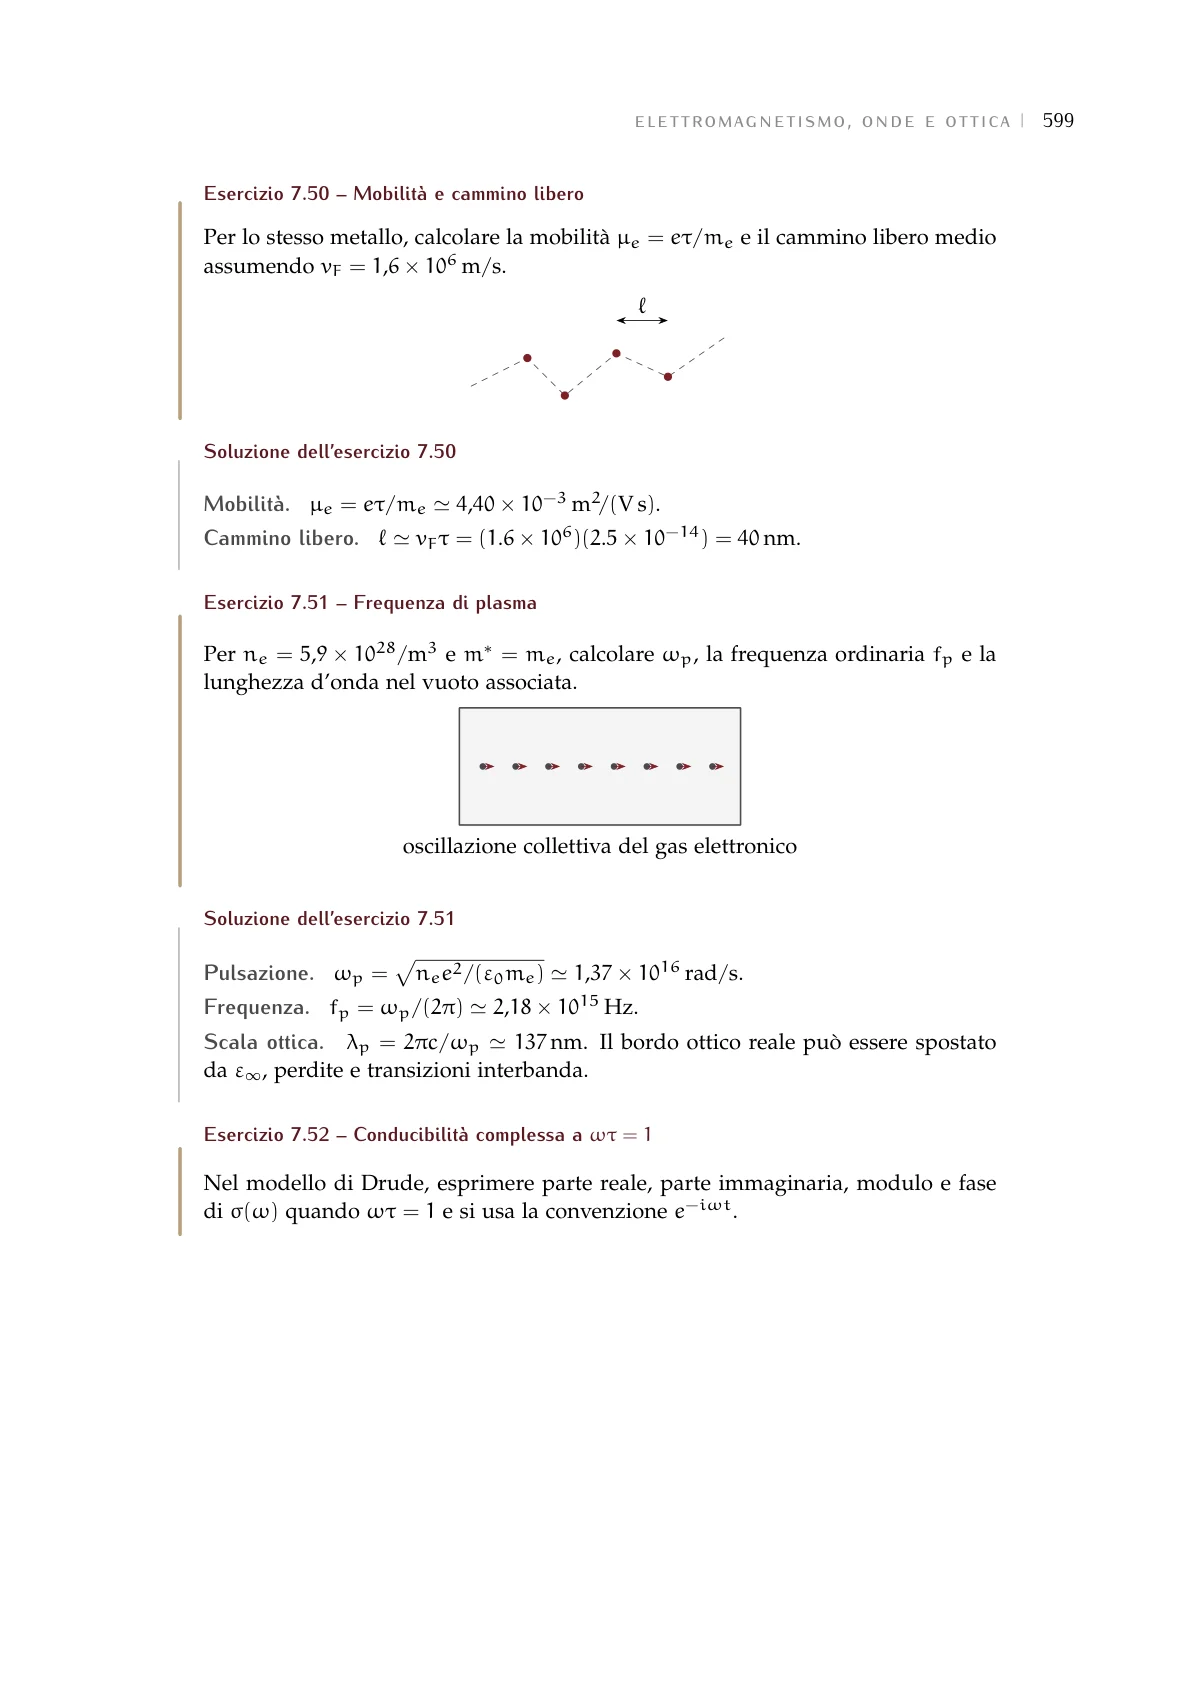 ELETTROMAGNETISMO, ONDE E OTTICA | 599
Esercizio 7.50 – Mobilità e cammino libero
Per lo stesso metallo, calcolare la mobilità μₑ = eτ/mₑ e il cammino libero medio
assumendo v_F = 1,6 × 10⁶ m/s.
ℓ
Soluzione dell'esercizio 7.50
Mobilità. μₑ = eτ/mₑ ≃ 4,40 × 10⁻³ m²/(V s).
Cammino libero. ℓ ≃ v_Fτ = (1.6 × 10⁶)(2.5 × 10⁻¹⁴) = 40 nm.
Esercizio 7.51 – Frequenza di plasma
Per nₑ = 5,9 × 10²⁸/m³ e m* = mₑ, calcolare ωₚ, la frequenza ordinaria fₚ e la
lunghezza d'onda nel vuoto associata.
oscillazione collettiva del gas elettronico
Soluzione dell'esercizio 7.51
Pulsazione. ωₚ = √(nₑe²/(ε₀mₑ)) ≃ 1,37 × 10¹⁶ rad/s.
Frequenza. fₚ = ωₚ/(2π) ≃ 2,18 × 10¹⁵ Hz.
Scala ottica. λₚ = 2πc/ωₚ ≃ 137 nm. Il bordo ottico reale può essere spostato
da ε_∞, perdite e transizioni interbanda.
Esercizio 7.52 – Conducibilità complessa a ωτ = 1
Nel modello di Drude, esprimere parte reale, parte immaginaria, modulo e fase
di σ(ω) quando ωτ = 1 e si usa la convenzione e^{−iωt}.